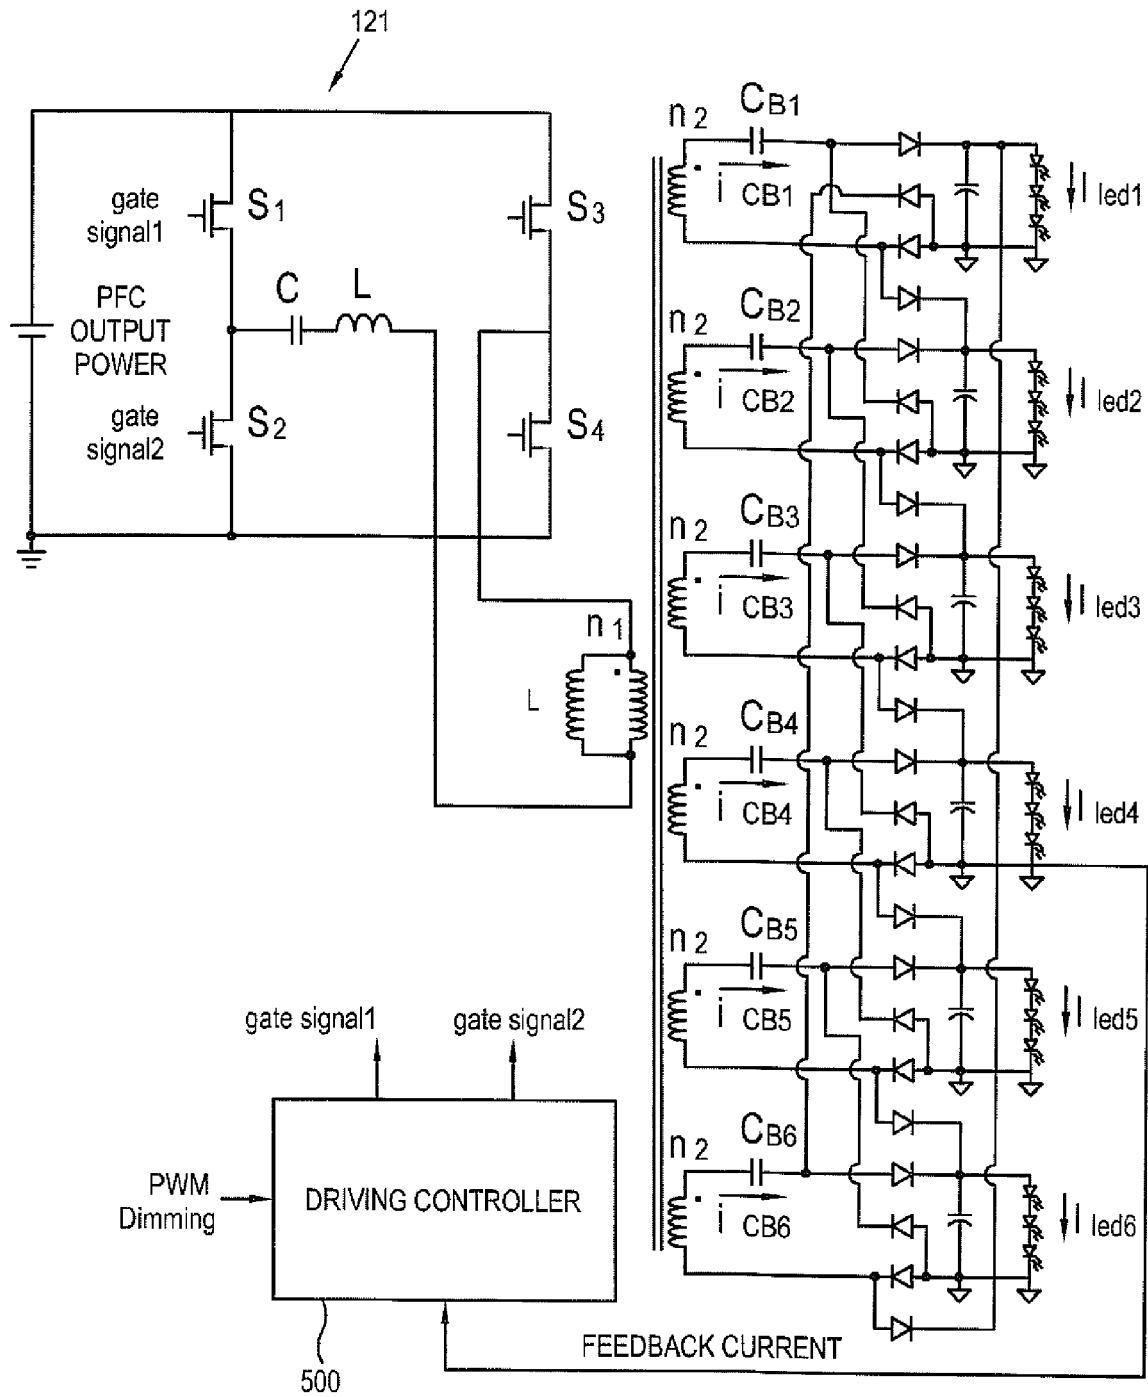 121
gate
signal1
S1
S3
PFC
OUTPUT
POWER
C
L
gate
signal2
S2
S4
n1
L
n2
CB1
i CB1
I led1
n2
CB2
i CB2
I led2
n2
CB3
i CB3
I led3
n2
CB4
i CB4
I led4
n2
CB5
i CB5
I led5
n2
CB6
i CB6
I led6
gate signal1
gate signal2
PWM
Dimming
DRIVING CONTROLLER
500
FEEDBACK CURRENT